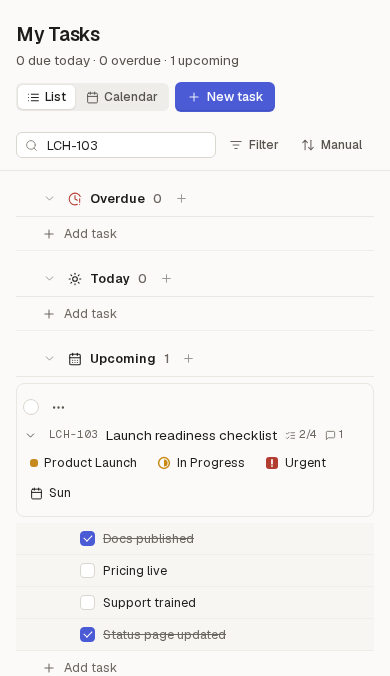 My Tasks
0 due today · 0 overdue · 1 upcoming
List
Calendar
New task
LCH-103
Filter
Manual
Overdue 0
Add task
Today 0
Add task
Upcoming 1
LCH-103 Launch readiness checklist 2/4 1
Product Launch In Progress Urgent
Sun
Docs published
Pricing live
Support trained
Status page updated
Add task